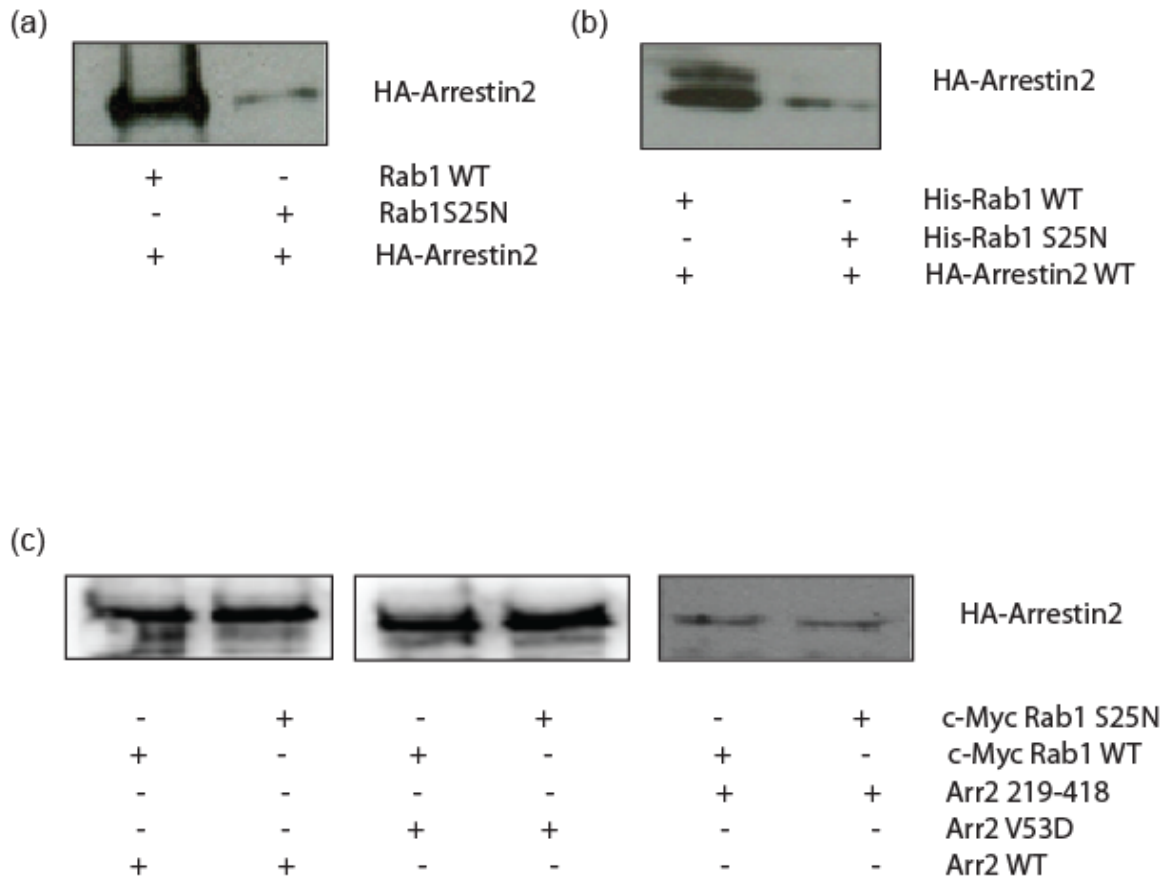 (a)
HA-Arrestin2
+ - Rab1 WT
- + Rab1S25N
+ + HA-Arrestin2
(b)
HA-Arrestin2
+ - His-Rab1 WT
- + His-Rab1 S25N
+ + HA-Arrestin2 WT
(c)
HA-Arrestin2
- + - + - + c-Myc Rab1 S25N
+ - + - + - c-Myc Rab1 WT
- - - - + + Arr2 219-418
- - + + - - Arr2 V53D
+ + - - - - Arr2 WT